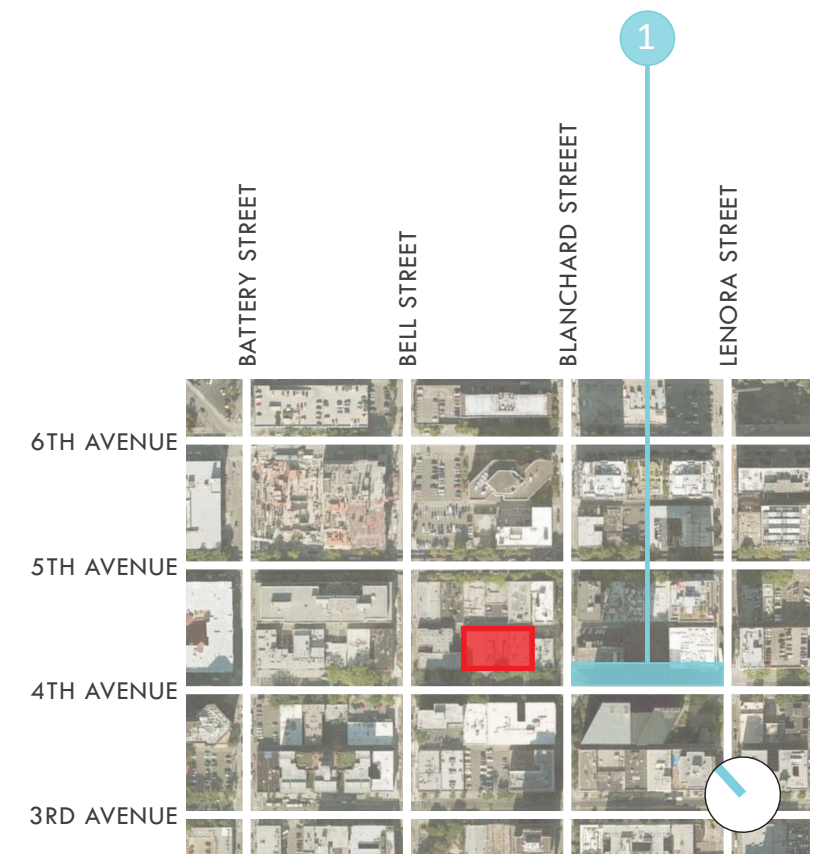 1
BATTERY STREET
BELL STREET
BLANCHARD STREEET
LENORA STREET
6TH AVENUE
5TH AVENUE
4TH AVENUE
3RD AVENUE